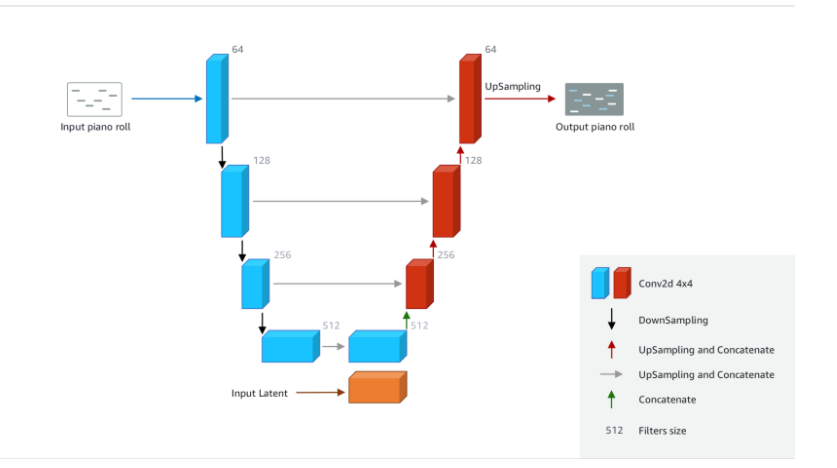 64
64
UpSampling
Input piano roll
Output piano roll
128
128
256
256
512
512
Input Latent
Conv2d 4x4
DownSampling
UpSampling and Concatenate
UpSampling and Concatenate
Concatenate
512 Filters size